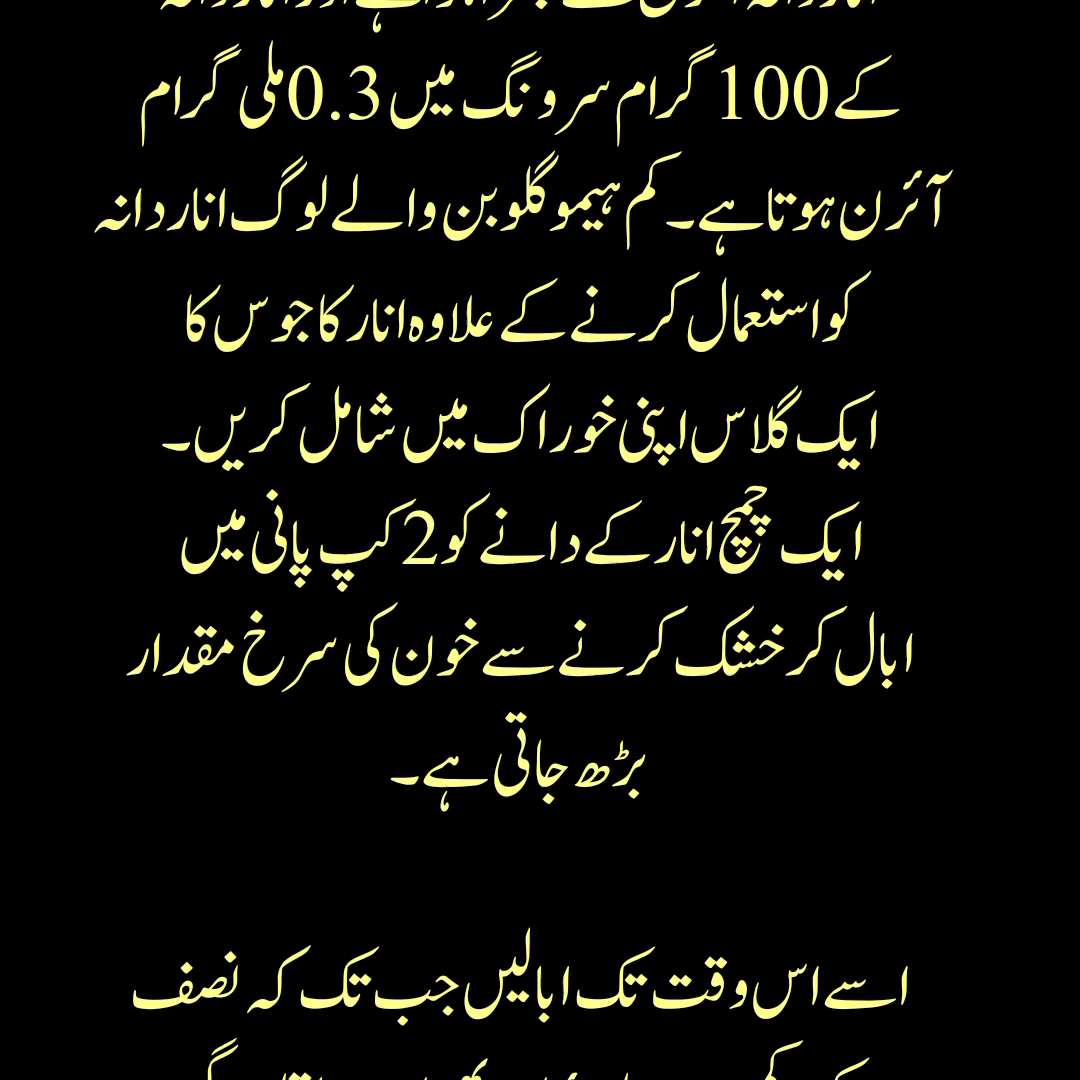 کے 100 گرام سرونگ میں 0.3 ملی گرام
آئرن ہوتا ہے۔ کم ہیموگلوبن والے لوگ انار دانہ
کو استعمال کرنے کے علاوہ انار کا جوس کا
ایک گلاس اپنی خوراک میں شامل کریں۔
ایک چمچ انار کے دانے کو 2 کپ پانی میں
ابال کر خشک کرنے سے خون کی سرخ مقدار
بڑھ جاتی ہے۔
اسے اس وقت تک ابالیں جب تک کہ نصف